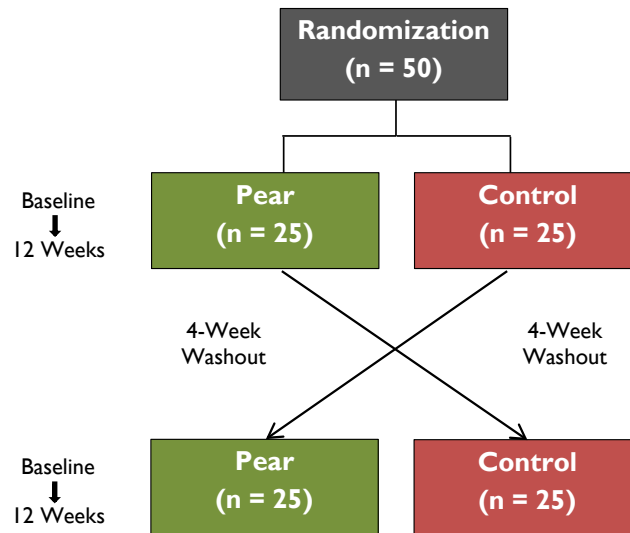 Randomization
(n = 50)
Baseline
12 Weeks
Pear
(n = 25)
Control
(n = 25)
4-Week
Washout
4-Week
Washout
Baseline
12 Weeks
Pear
(n = 25)
Control
(n = 25)